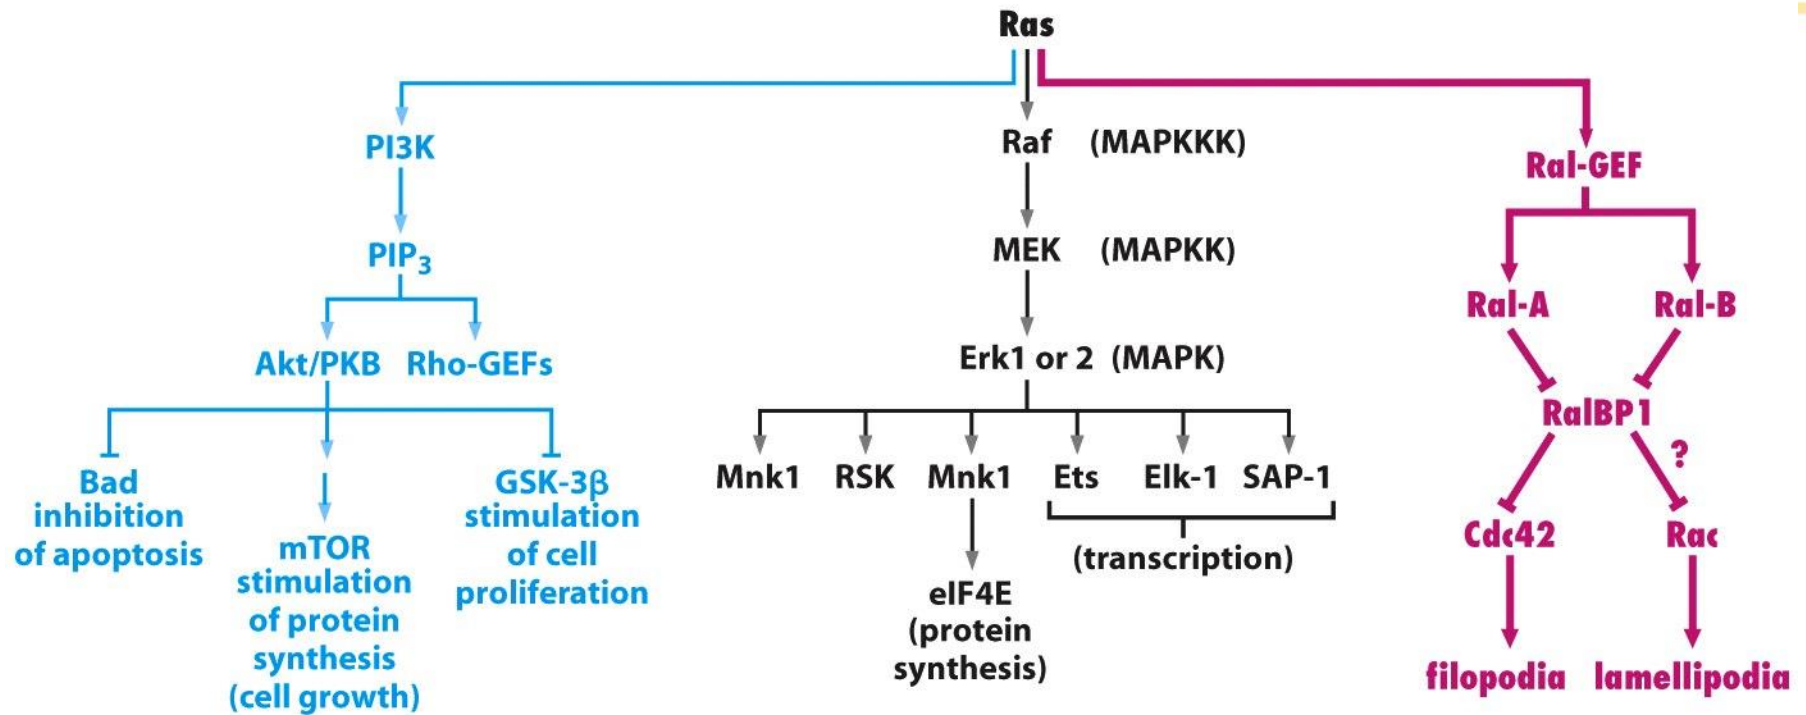 Ras
PI3K
PIP3
Akt/PKB
Rho-GEFs
Bad
inhibition
of apoptosis
mTOR
stimulation
of protein
synthesis
(cell growth)
GSK-3β
stimulation
of cell
proliferation
Raf (MAPKKK)
MEK (MAPKK)
Erk1 or 2 (MAPK)
Mnk1
RSK
Mnk1
Ets
Elk-1
SAP-1
(transcription)
eIF4E
(protein
synthesis)
Ral-GEF
Ral-A
Ral-B
RalBP1
?
Cdc42
Rac
filopodia
lamellipodia